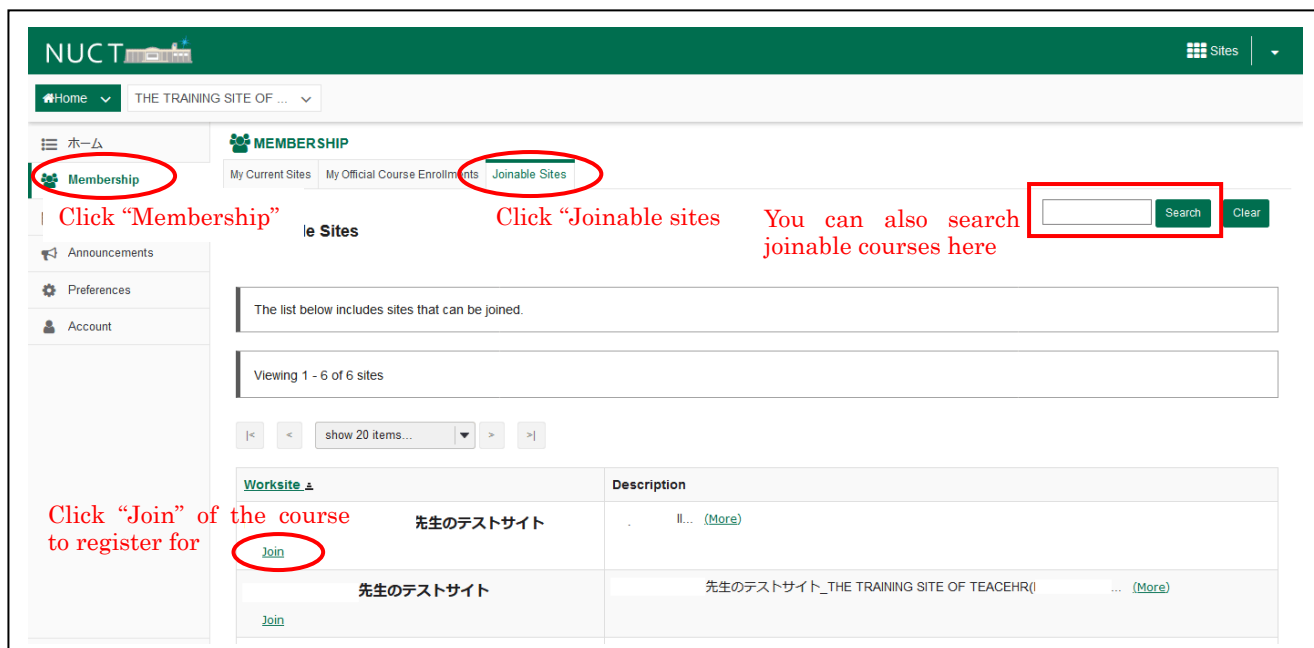 NUCT
Sites
Home
THE TRAINING SITE OF ...
ホーム
Membership
Announcements
Preferences
Account
MEMBERSHIP
My Current Sites My Official Course Enrollments Joinable Sites
Click “Membership”
Click “Joinable sites
You can also search
joinable courses here
Search Clear
le Sites
The list below includes sites that can be joined.
Viewing 1 - 6 of 6 sites
|< < show 20 items... > >|
Worksite Description
Click “Join” of the course
to register for
先生のテストサイト
ll... (More)
Join
先生のテストサイト
先生のテストサイト_THE TRAINING SITE OF TEACEHR( ... (More)
Join